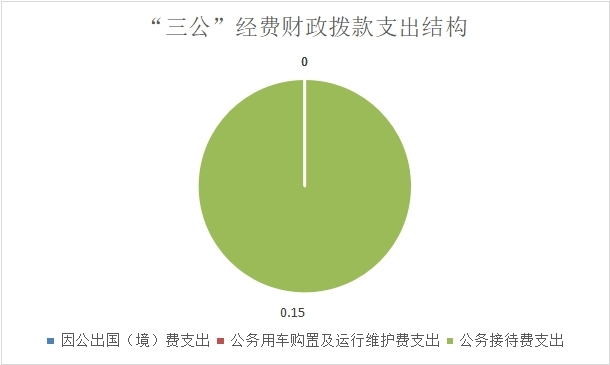 “三公”经费财政拨款支出结构
0
0.15
因公出国（境）费支出 公务用车购置及运行维护费支出 公务接待费支出